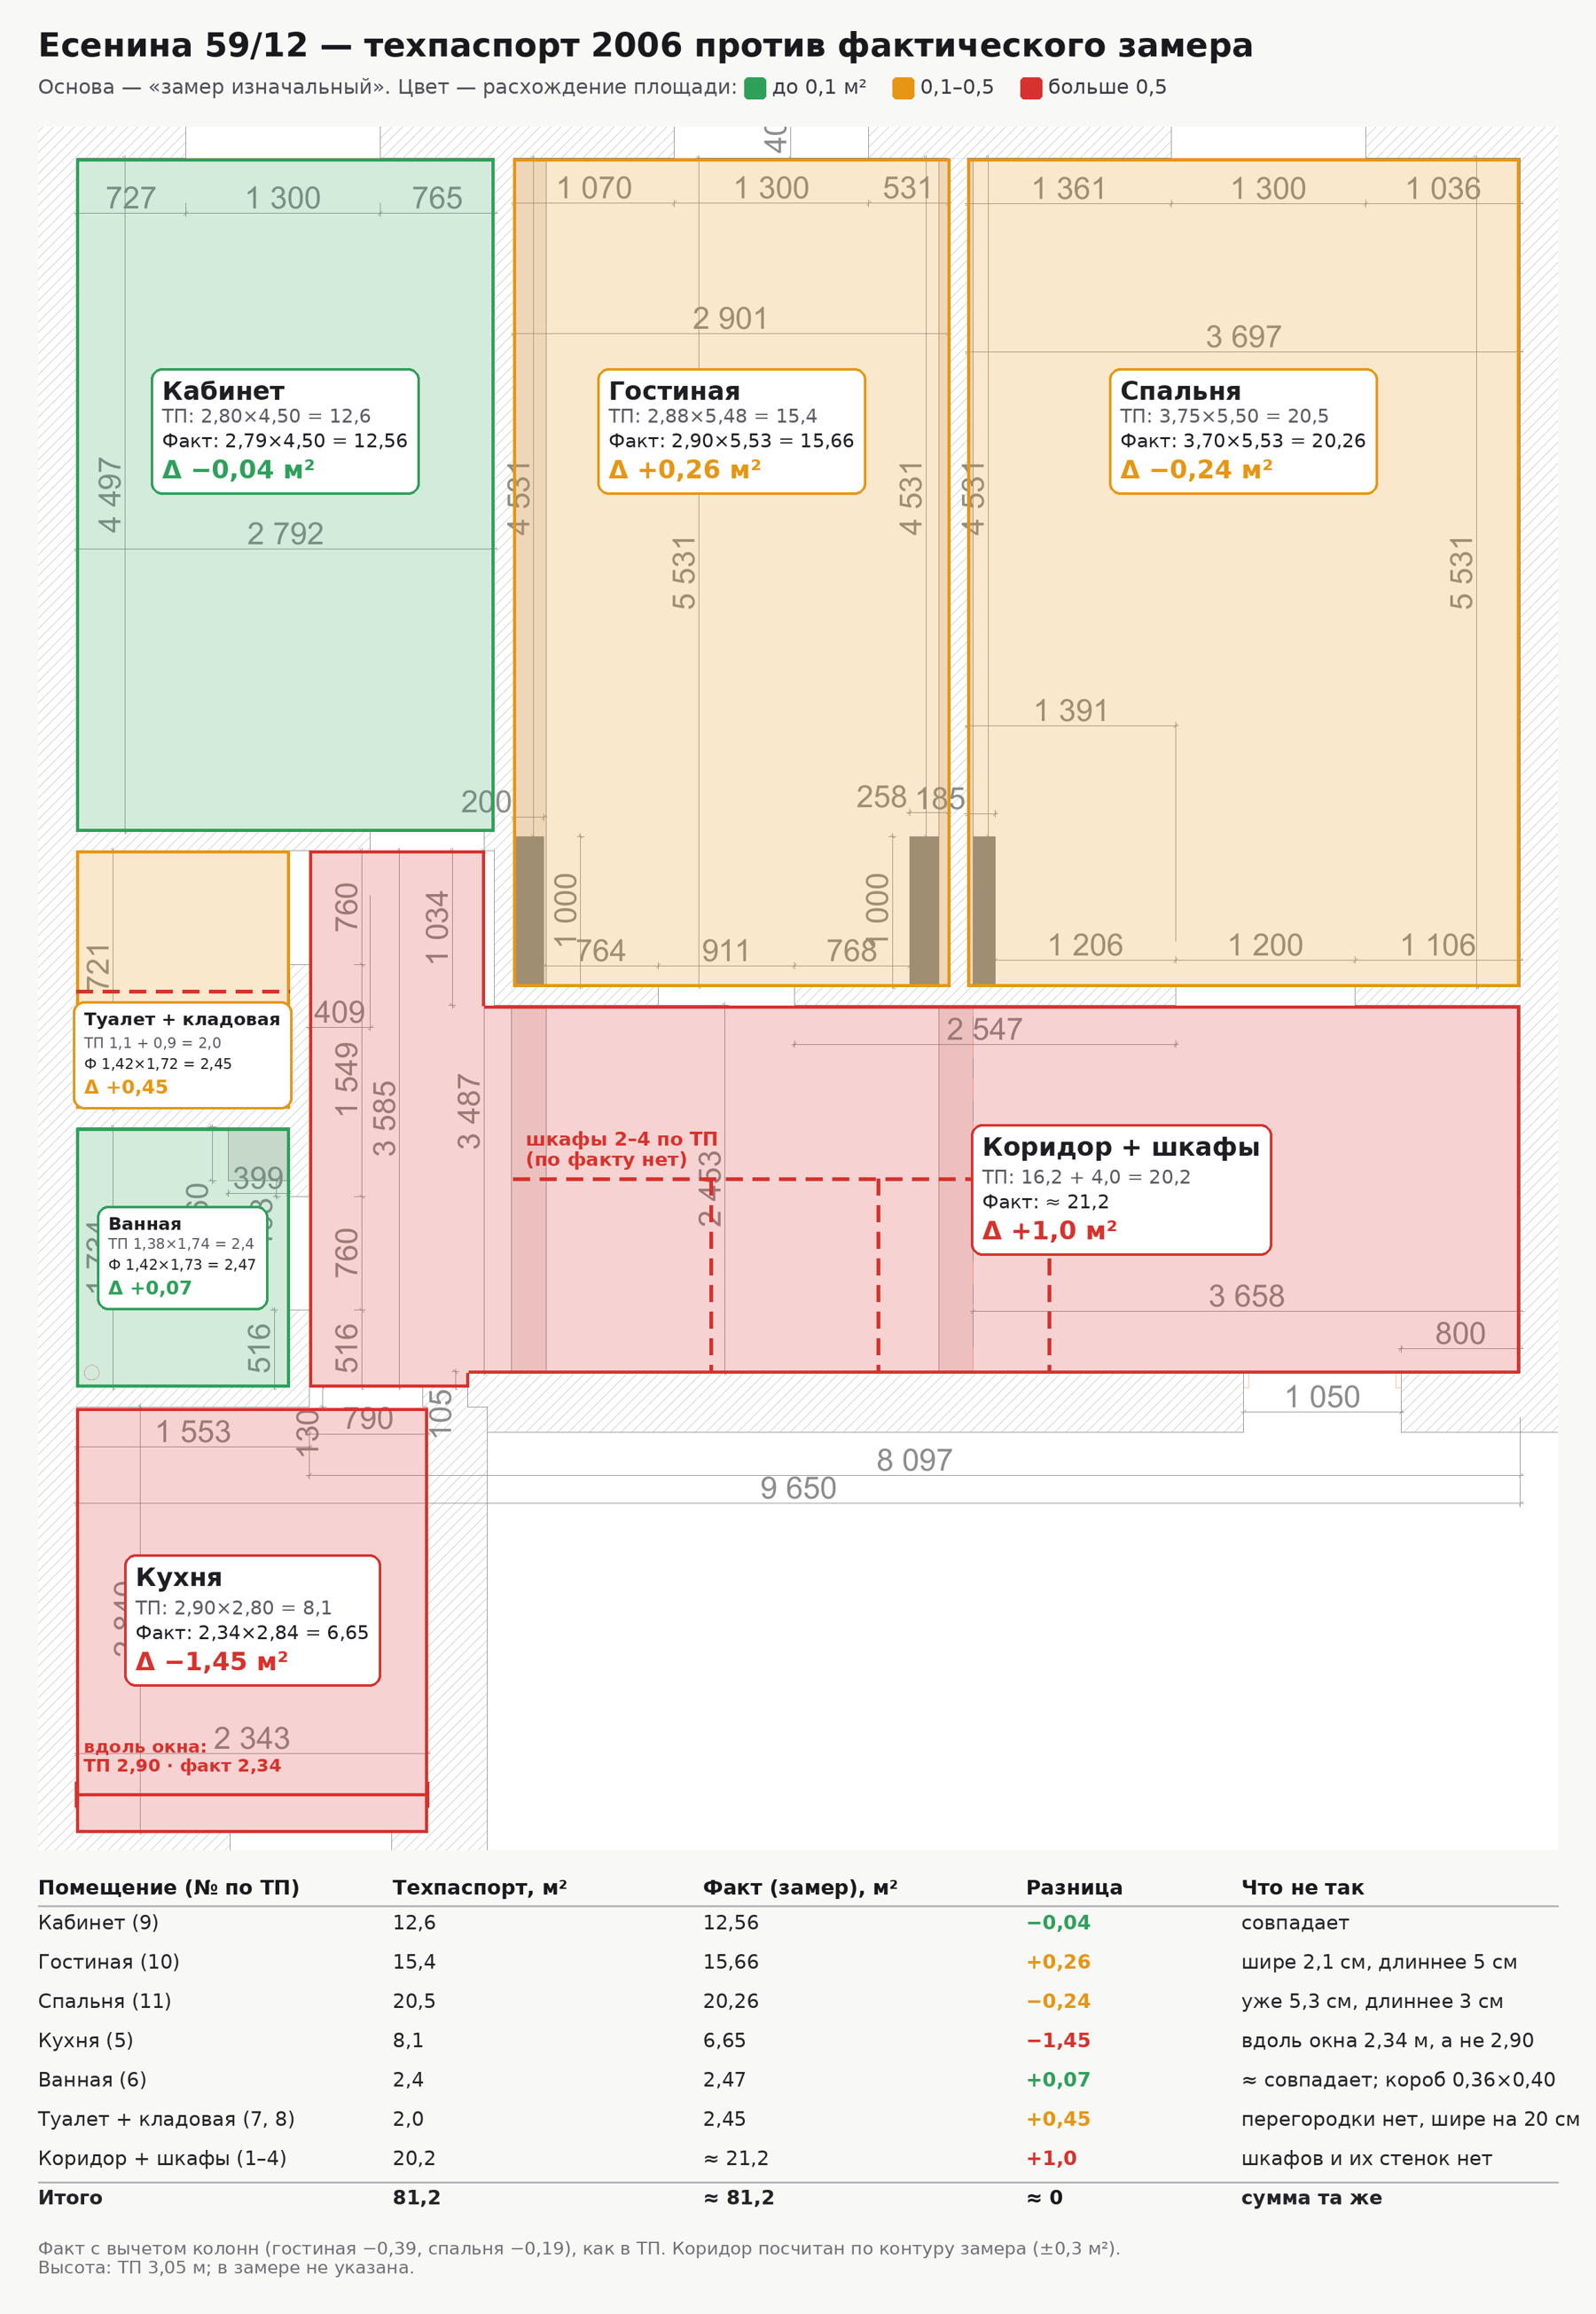 Есенина 59/12 — техпаспорт 2006 против фактического замера
Основа — «замер изначальный». Цвет — расхождение площади: до 0,1 м² 0,1–0,5 больше 0,5
40
727 1 300 765
1 070 1 300 531
1 361 1 300 1 036
2 901
3 697
Кабинет
ТП: 2,80×4,50 = 12,6
Факт: 2,79×4,50 = 12,56
Δ −0,04 м²
Гостиная
ТП: 2,88×5,48 = 15,4
Факт: 2,90×5,53 = 15,66
Δ +0,26 м²
Спальня
ТП: 3,75×5,50 = 20,5
Факт: 3,70×5,53 = 20,26
Δ −0,24 м²
4 497
4 531
4 531
4 531
2 792
5 531
5 531
1 391
200
258 185
1 000
1 000
764 911 768
1 206 1 200 1 106
721
760
1 034
409
Туалет + кладовая
ТП 1,1 + 0,9 = 2,0
Ф 1,42×1,72 = 2,45
Δ +0,45
1 549
3 585
3 487
2 547
шкафы 2–4 по ТП
(по факту нет)
2 453
Коридор + шкафы
ТП: 16,2 + 4,0 = 20,2
Факт: ≈ 21,2
Δ +1,0 м²
399
Ванная
ТП 1,38×1,74 = 2,4
Ф 1,42×1,73 = 2,47
Δ +0,07
760
3 658
800
516
516
105
1 050
1 553
130
790
8 097
9 650
Кухня
ТП: 2,90×2,80 = 8,1
Факт: 2,34×2,84 = 6,65
Δ −1,45 м²
2 343
вдоль окна:
ТП 2,90 · факт 2,34
Помещение (№ по ТП) Техпаспорт, м² Факт (замер), м² Разница Что не так
Кабинет (9) 12,6 12,56 −0,04 совпадает
Гостиная (10) 15,4 15,66 +0,26 шире 2,1 см, длиннее 5 см
Спальня (11) 20,5 20,26 −0,24 уже 5,3 см, длиннее 3 см
Кухня (5) 8,1 6,65 −1,45 вдоль окна 2,34 м, а не 2,90
Ванная (6) 2,4 2,47 +0,07 ≈ совпадает; короб 0,36×0,40
Туалет + кладовая (7, 8) 2,0 2,45 +0,45 перегородки нет, шире на 20 см
Коридор + шкафы (1–4) 20,2 ≈ 21,2 +1,0 шкафов и их стенок нет
Итого 81,2 ≈ 81,2 ≈ 0 сумма та же
Факт с вычетом колонн (гостиная −0,39, спальня −0,19), как в ТП. Коридор посчитан по контуру замера (±0,3 м²).
Высота: ТП 3,05 м; в замере не указана.